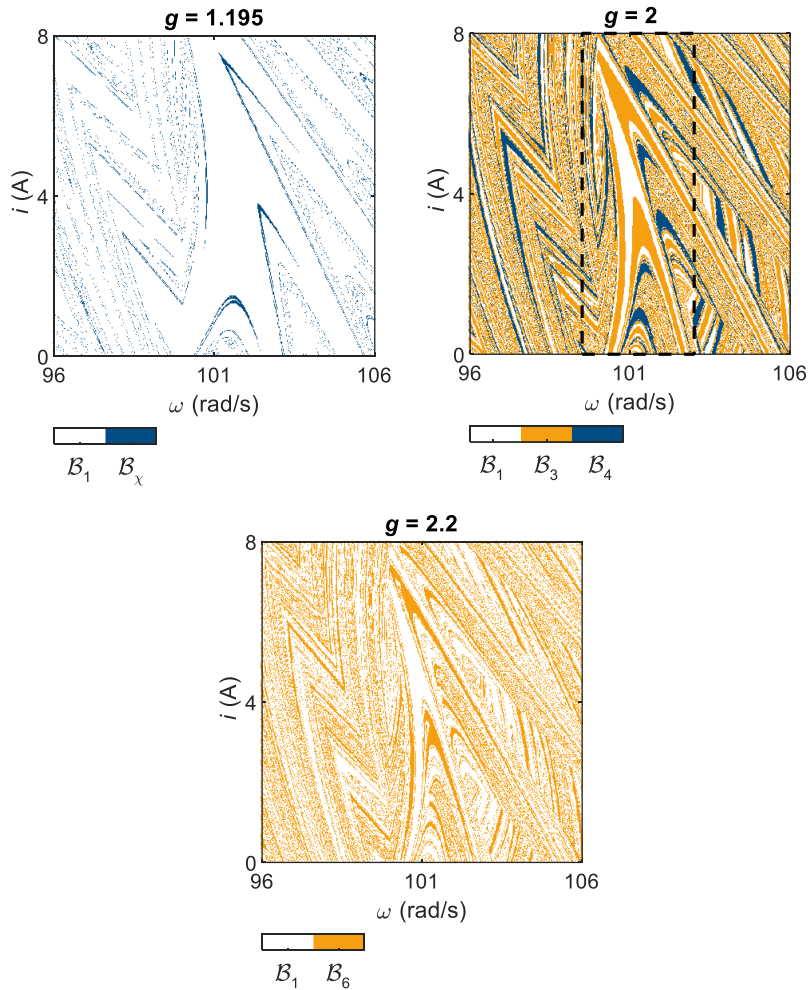 g = 1.195
8
4
0
i (A)
96 101 106
ω (rad/s)
B₁ Bᵪ
g = 2
8
4
0
i (A)
96 101 106
ω (rad/s)
B₁ B₃ B₄
g = 2.2
8
4
0
i (A)
96 101 106
ω (rad/s)
B₁ B₆